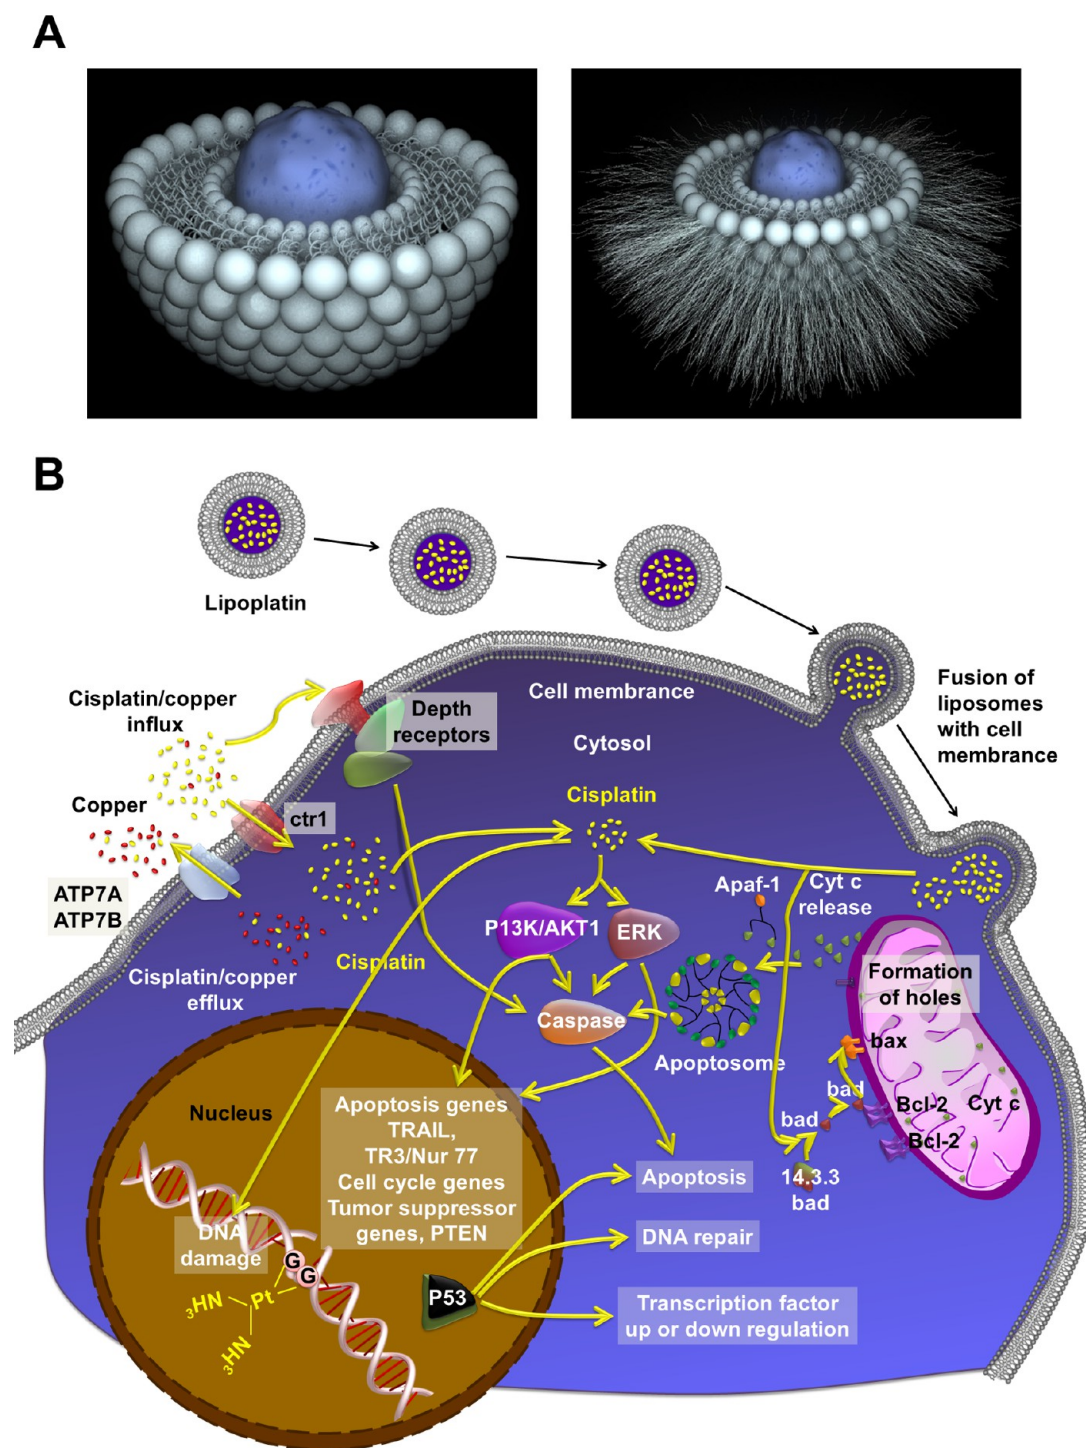 A
B
Lipoplatin
Cell membrance
Fusion of
liposomes
with cell
membrance
Cisplatin/copper
influx
Depth
receptors
Cytosol
Cisplatin
Copper
ctr1
ATP7A
ATP7B
Apaf-1
Cyt c
release
P13K/AKT1
ERK
Cisplatin
Cisplatin/copper
efflux
Formation
of holes
Caspase
Apoptosome
bax
bad
Bcl-2
Cyt c
bad
Bcl-2
Nucleus
Apoptosis genes
TRAIL,
TR3/Nur 77
Cell cycle genes
Tumor suppressor
genes, PTEN
Apoptosis
14.3.3
bad
DNA
damage
DNA repair
G
G
3HN
Pt
3HN
P53
Transcription factor
up or down regulation